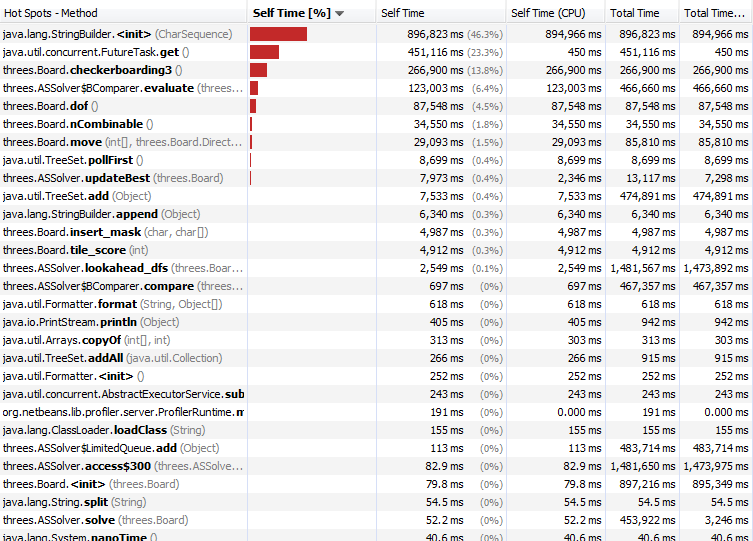 Hot Spots - Method Self Time [%] Self Time Self Time (CPU) Total Time Total Time...
java.lang.StringBuilder.<init> (CharSequence) 896,823 ms (46.3%) 894,966 ms 896,823 ms 894,966 ms
java.util.concurrent.FutureTask.get () 451,116 ms (23.3%) 450 ms 451,116 ms 450 ms
threes.Board.checkerboarding3 () 266,900 ms (13.8%) 266,900 ms 266,900 ms 266,900 ms
threes.ASSolver$BComparer.evaluate (threes... 123,003 ms (6.4%) 123,003 ms 466,660 ms 466,660 ms
threes.Board.dof () 87,548 ms (4.5%) 87,548 ms 87,548 ms 87,548 ms
threes.Board.nCombinable () 34,550 ms (1.8%) 34,550 ms 34,550 ms 34,550 ms
threes.Board.move (int[], threes.Board.Direct... 29,093 ms (1.5%) 29,093 ms 85,810 ms 85,810 ms
java.util.TreeSet.pollFirst () 8,699 ms (0.4%) 8,699 ms 8,699 ms 8,699 ms
threes.ASSolver.updateBest (threes.Board) 7,973 ms (0.4%) 2,346 ms 13,117 ms 7,298 ms
java.util.TreeSet.add (Object) 7,533 ms (0.4%) 7,533 ms 474,891 ms 474,891 ms
java.lang.StringBuilder.append (Object) 6,340 ms (0.3%) 6,340 ms 6,340 ms 6,340 ms
threes.Board.insert_mask (char, char[]) 4,987 ms (0.3%) 4,987 ms 4,987 ms 4,987 ms
threes.Board.tile_score (int) 4,912 ms (0.3%) 4,912 ms 4,912 ms 4,912 ms
threes.ASSolver.lookahead_dfs (threes.Boar... 2,549 ms (0.1%) 2,549 ms 1,481,567 ms 1,473,892 ms
threes.ASSolver$BComparer.compare (threes... 697 ms (0%) 697 ms 467,357 ms 467,357 ms
java.util.Formatter.format (String, Object[]) 618 ms (0%) 618 ms 618 ms 618 ms
java.io.PrintStream.println (Object) 405 ms (0%) 405 ms 942 ms 942 ms
java.util.Arrays.copyOf (int[], int) 313 ms (0%) 303 ms 313 ms 303 ms
java.util.TreeSet.addAll (java.util.Collection) 266 ms (0%) 266 ms 915 ms 915 ms
java.util.Formatter.<init> () 252 ms (0%) 252 ms 252 ms 252 ms
java.util.concurrent.AbstractExecutorService.sub 243 ms (0%) 243 ms 243 ms 243 ms
org.netbeans.lib.profiler.server.ProfilerRuntime.m 191 ms (0%) 0.000 ms 191 ms 0.000 ms
java.lang.ClassLoader.loadClass (String) 155 ms (0%) 155 ms 155 ms 155 ms
threes.ASSolver$LimitedQueue.add (Object) 113 ms (0%) 113 ms 483,714 ms 483,714 ms
threes.ASSolver.access$300 (threes.ASSolve... 82.9 ms (0%) 82.9 ms 1,481,650 ms 1,473,975 ms
threes.Board.<init> (threes.Board) 79.8 ms (0%) 79.8 ms 897,216 ms 895,349 ms
java.lang.String.split (String) 54.5 ms (0%) 54.5 ms 54.5 ms 54.5 ms
threes.ASSolver.solve (threes.Board) 52.2 ms (0%) 52.2 ms 453,922 ms 3,246 ms
java.lang.System.nanoTime () 40.6 ms (0%) 40.6 ms 40.6 ms 40.6 ms